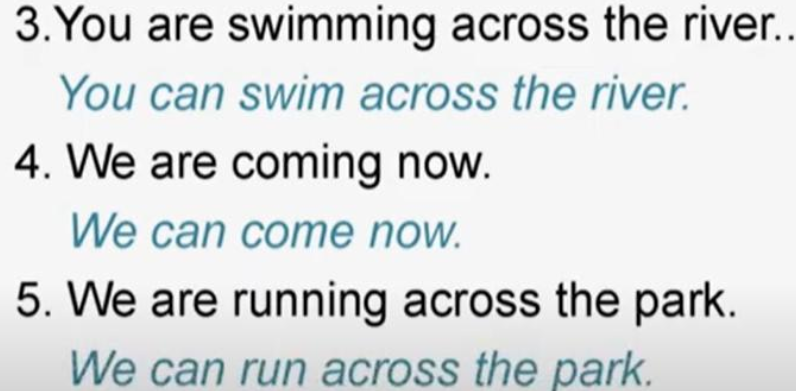 3.You are swimming across the river..
You can swim across the river.
4. We are coming now.
We can come now.
5. We are running across the park.
We can run across the park.